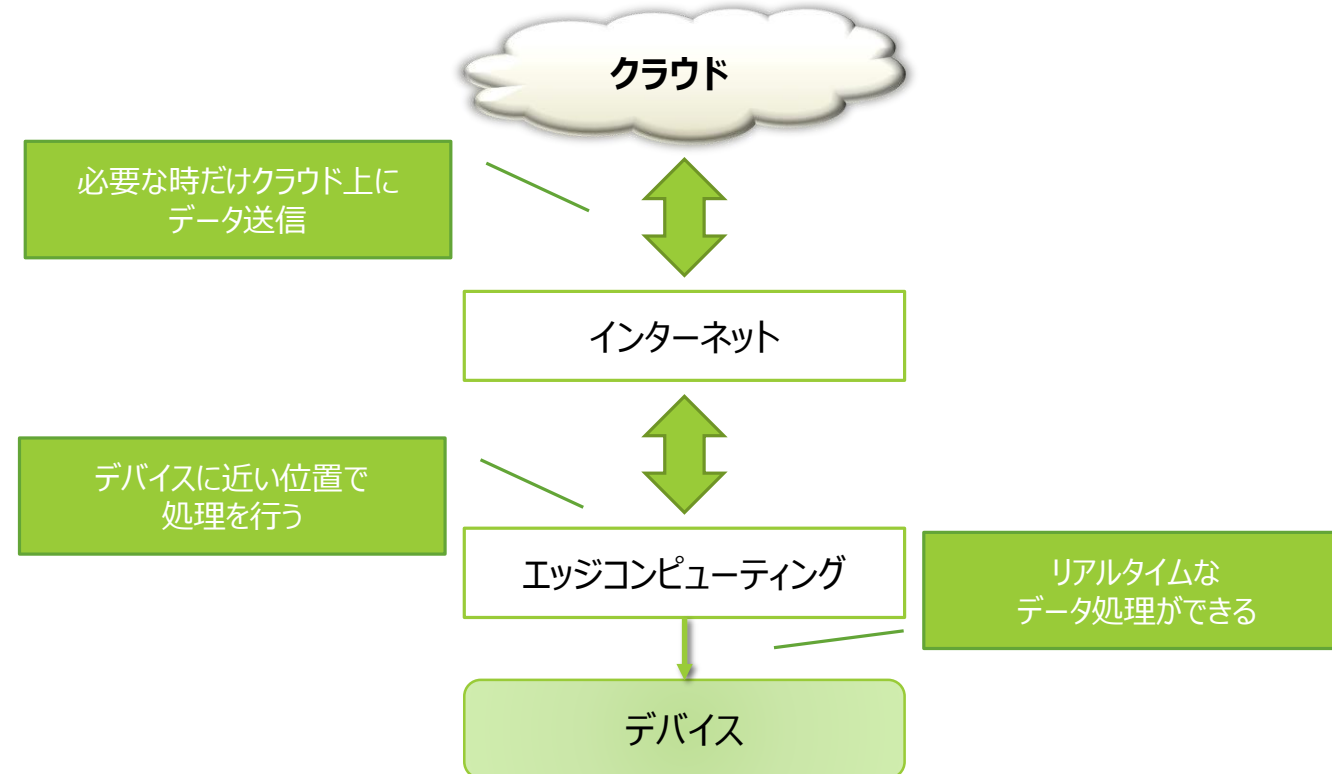 クラウド
必要な時だけクラウド上に
データ送信
インターネット
デバイスに近い位置で
処理を行う
エッジコンピューティング
リアルタイムな
データ処理ができる
デバイス